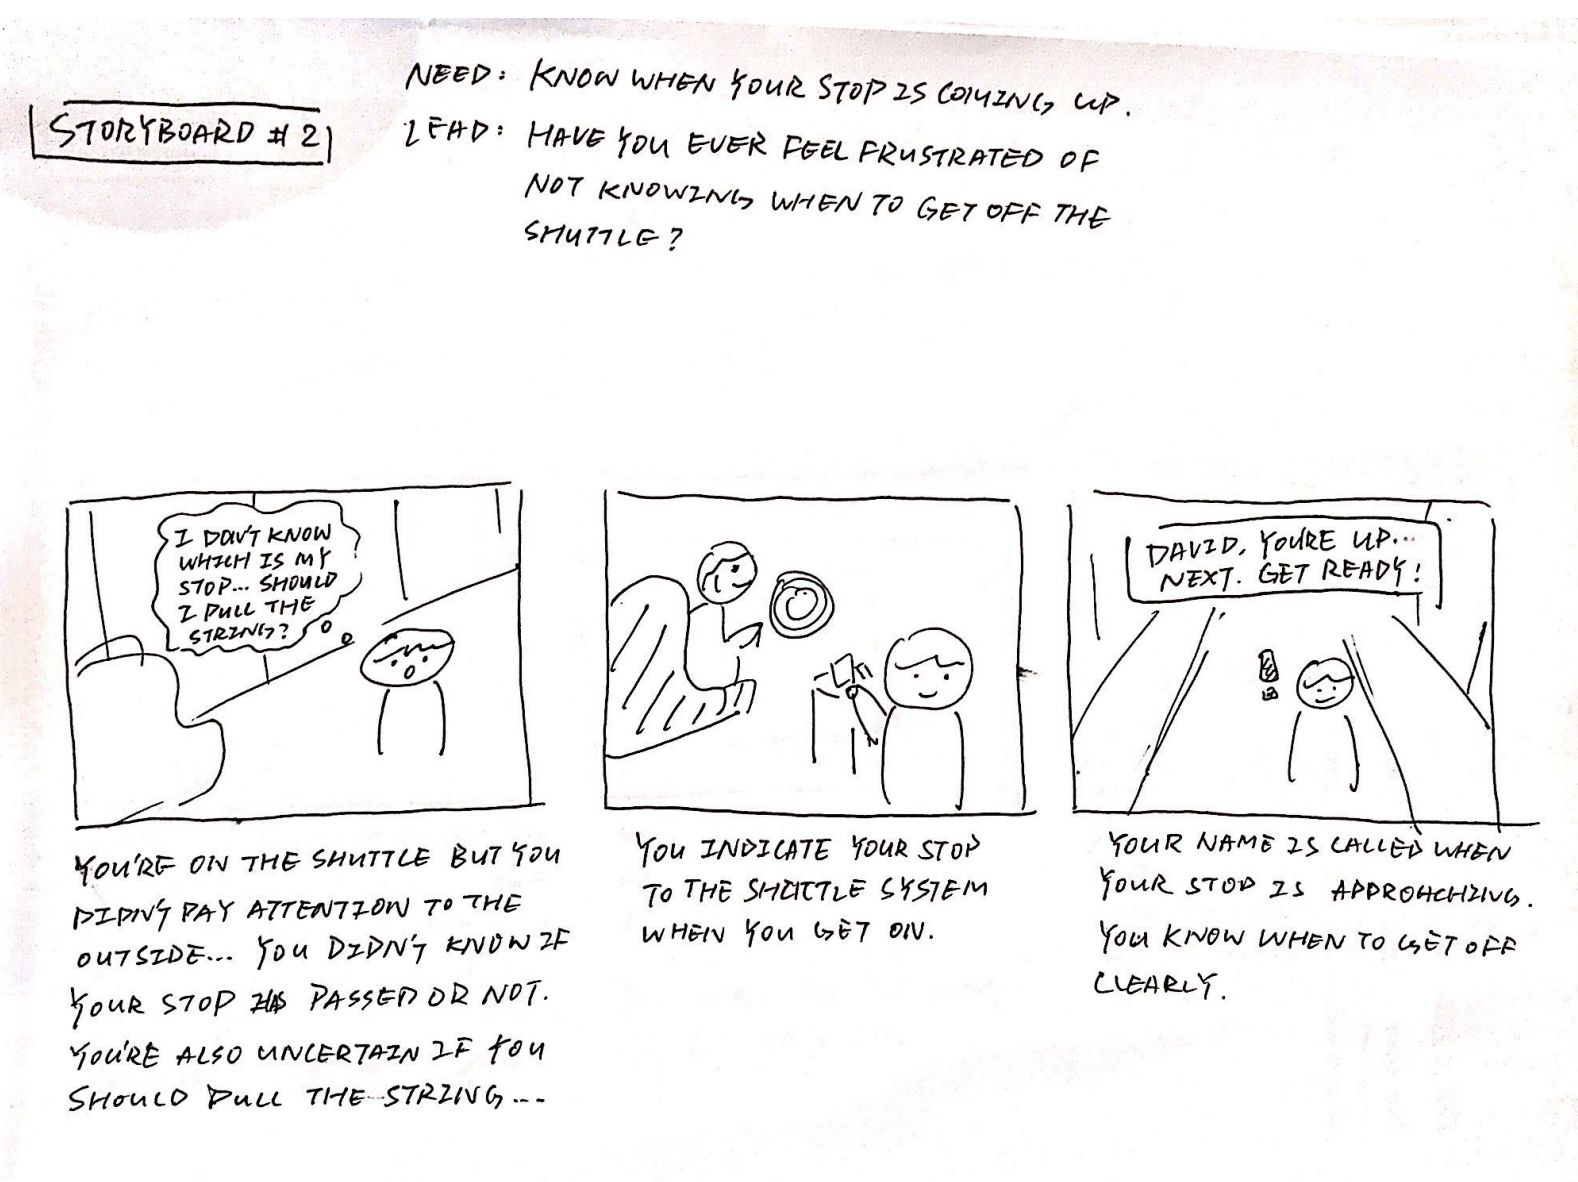 STORYBOARD # 2
NEED: KNOW WHEN YOUR STOP IS COMING UP.
LEAD: HAVE YOU EVER FEEL FRUSTRATED OF
NOT KNOWING WHEN TO GET OFF THE
SHUTTLE?
I DON'T KNOW
WHICH IS MY
STOP... SHOULD
I PULL THE
STRING?
YOU'RE ON THE SHUTTLE BUT YOU
DIDN'T PAY ATTENTION TO THE
OUTSIDE... YOU DIDN'T KNOW IF
YOUR STOP HAS PASSED OR NOT.
YOU'RE ALSO UNCERTAIN IF YOU
SHOULD PULL THE STRING...
YOU INDICATE YOUR STOP
TO THE SHUTTLE SYSTEM
WHEN YOU GET ON.
DAVID, YOU'RE UP...
NEXT. GET READY!
YOUR NAME IS CALLED WHEN
YOUR STOP IS APPROACHING.
YOU KNOW WHEN TO GET OFF
CLEARLY.